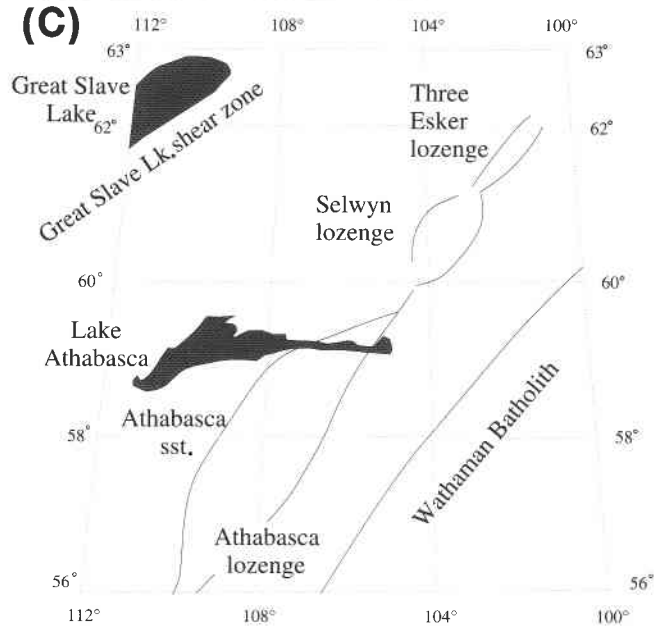 (C)
112° 108° 104° 100°
63° 63°
Great Slave
Lake
62° 62°
Great Slave Lk. shear zone
Three
Esker
lozenge
Selwyn
lozenge
60° 60°
Lake
Athabasca
Athabasca
sst.
58° 58°
Wathaman Batholith
Athabasca
lozenge
56° 56°
112° 108° 104° 100°